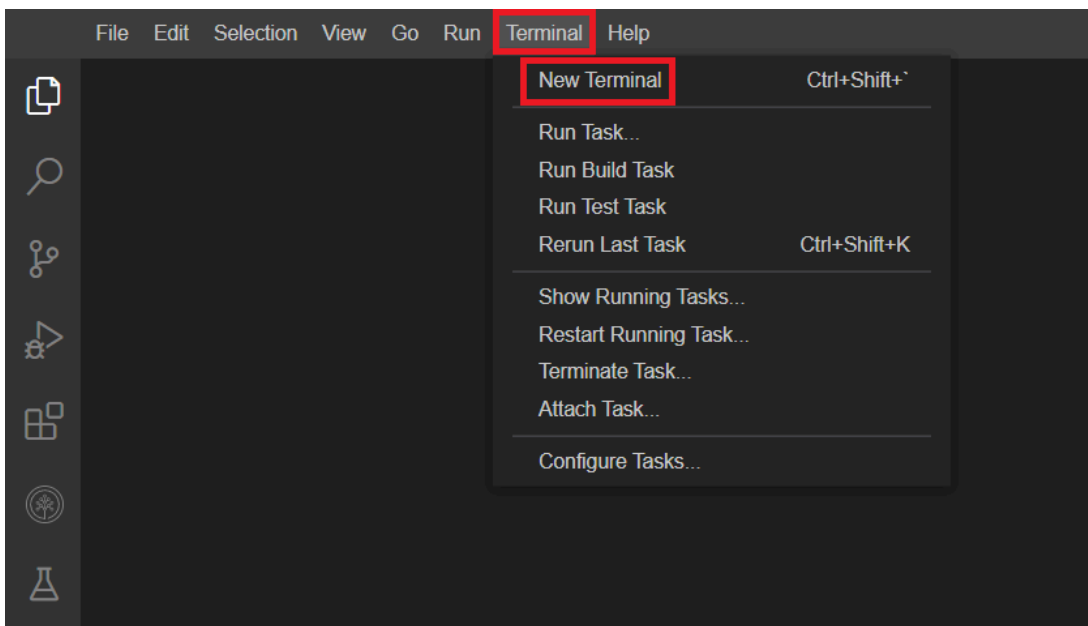 File Edit Selection View Go Run Terminal Help
New Terminal Ctrl+Shift+`
Run Task...
Run Build Task
Run Test Task
Rerun Last Task Ctrl+Shift+K
Show Running Tasks...
Restart Running Task...
Terminate Task...
Attach Task...
Configure Tasks...